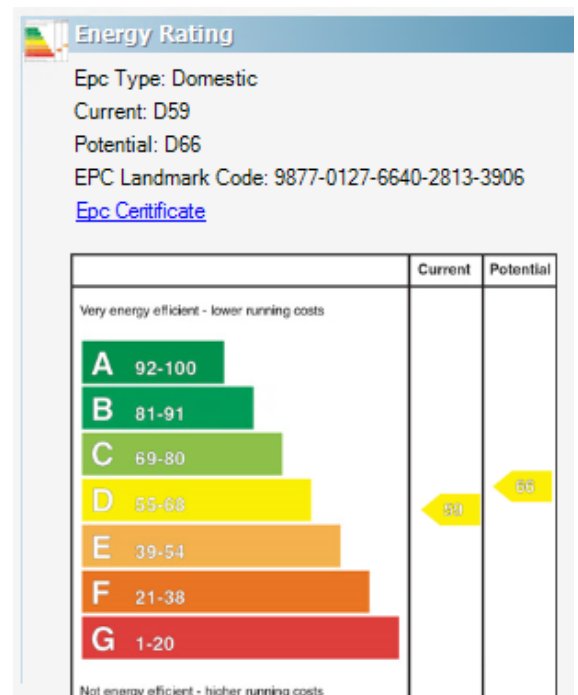 Energy Rating
Epc Type: Domestic
Current: D59
Potential: D66
EPC Landmark Code: 9877-0127-6640-2813-3906
Epc Ceritificate
Current Potential
Very energy efficient - lower running costs
A 92-100
B 81-91
C 69-80
D 55-68
E 39-54
F 21-38
G 1-20
59
66
Not energy efficient - higher running costs